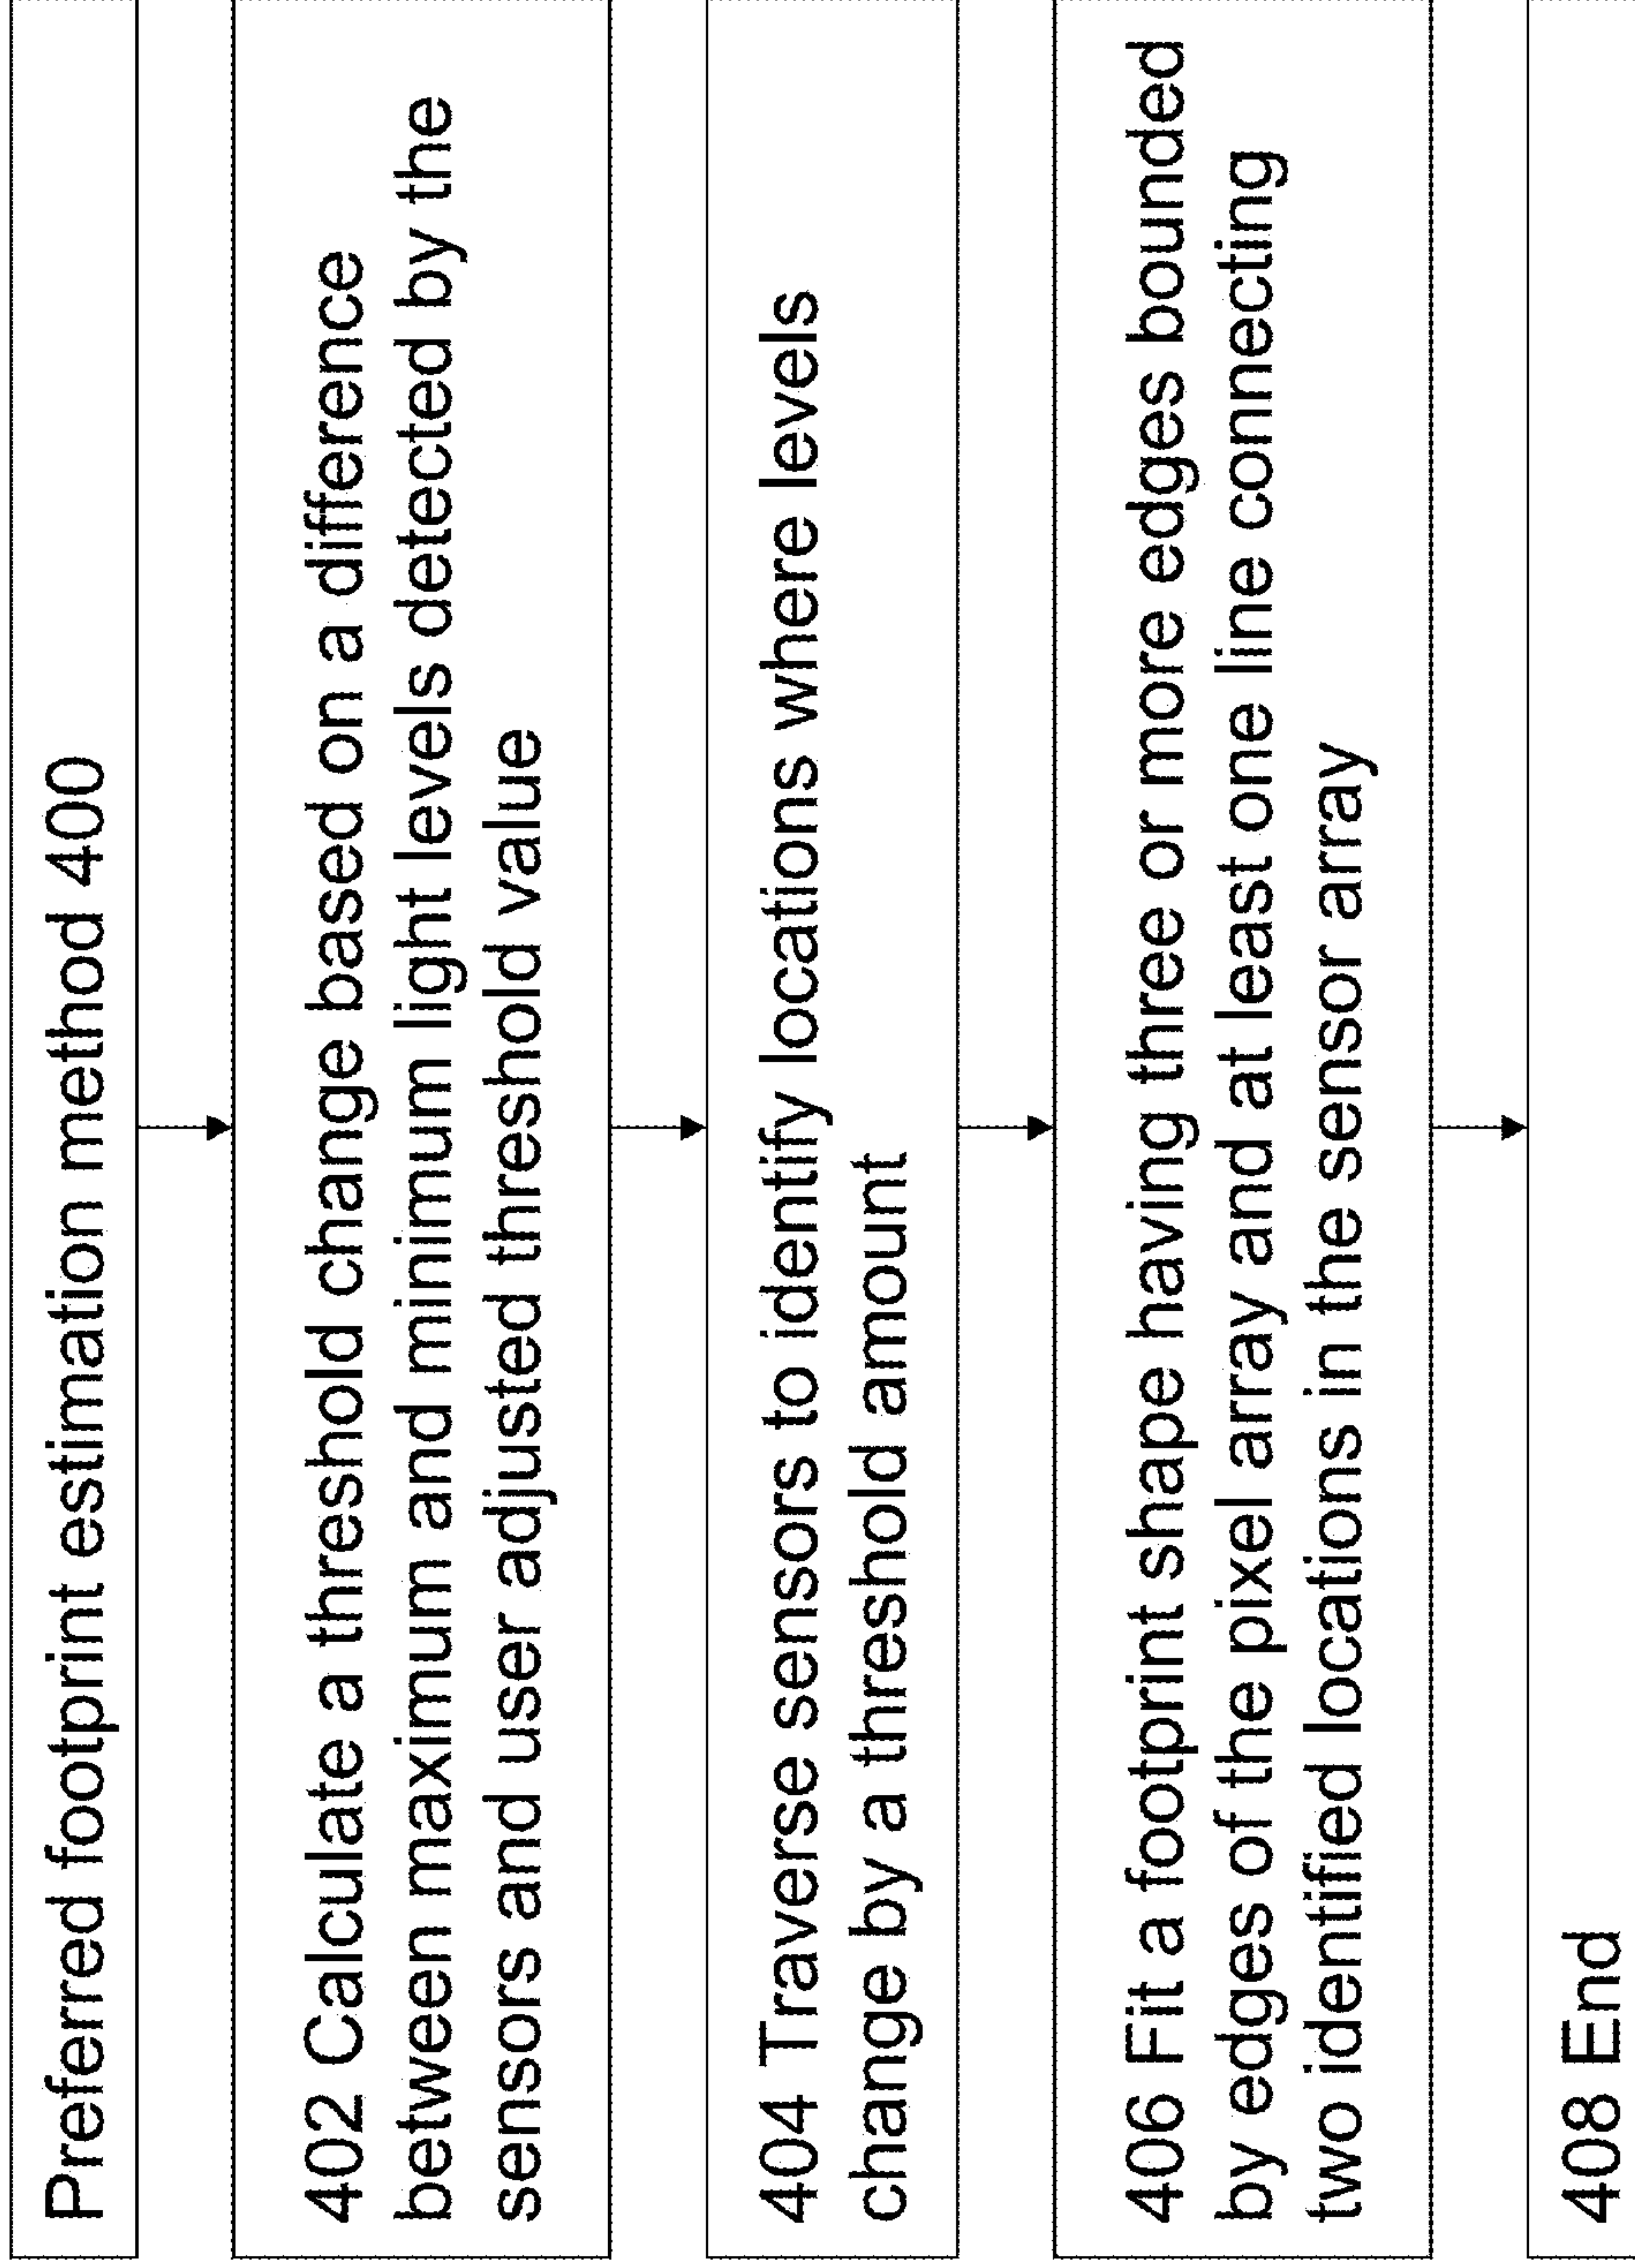 Preferred footprint estimation method 400
402 Calculate a threshold change based on a difference
between maximum and minimum light levels detected by the
sensors and user adjusted threshold value
404 Traverse sensors to identify locations where levels
change by a threshold amount
406 Fit a footprint shape having three or more edges bounded
by edges of the pixel array and at least one line connecting
two identified locations in the sensor array
408 End